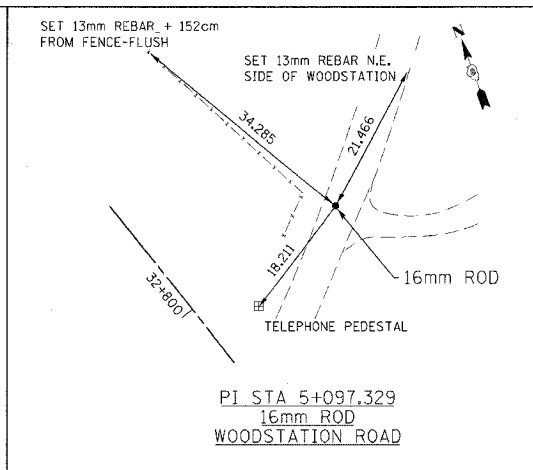 SET 13mm REBAR + 152cm
FROM FENCE-FLUSH
N
SET 13mm REBAR N.E.
SIDE OF WOODSTATION
34.285
21.466
18.211
16mm ROD
32+800
TELEPHONE PEDESTAL
PI STA 5+097.329
16mm ROD
WOODSTATION ROAD